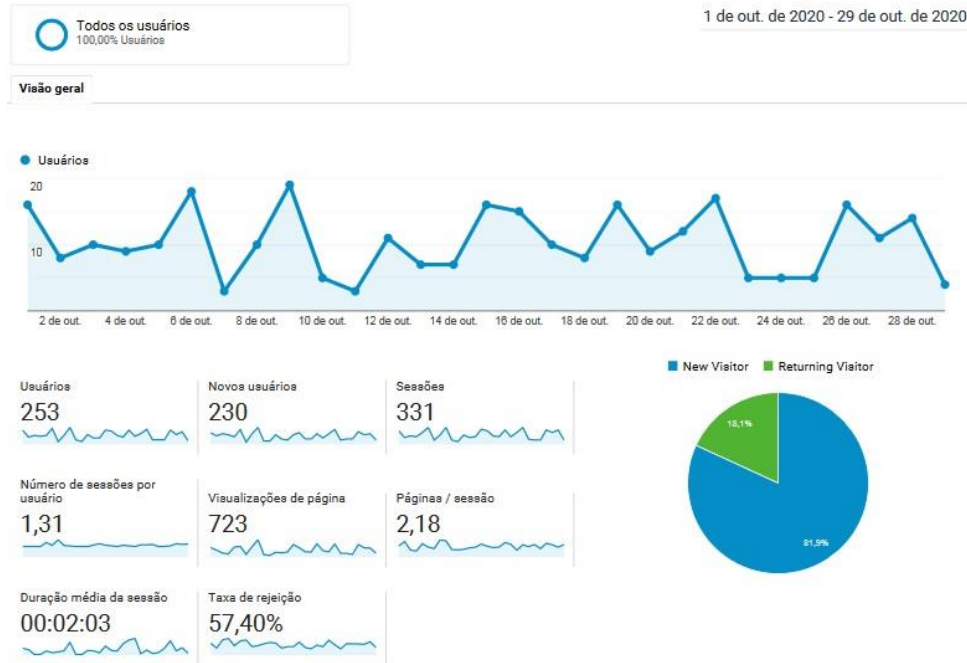 Todos os usuários
100,00% Usuários
1 de out. de 2020 - 29 de out. de 2020
Visão geral
Usuários
20
10
2 de out. 4 de out. 6 de out. 8 de out. 10 de out. 12 de out. 14 de out. 16 de out. 18 de out. 20 de out. 22 de out. 24 de out. 26 de out. 28 de out.
New Visitor Returning Visitor
Usuários Novos usuários Sessões
253 230 331
18,1%
Número de sessões por
usuário Visualizações de página Páginas / sessão
1,31 723 2,18
81,9%
Duração média da sessão Taxa de rejeição
00:02:03 57,40%